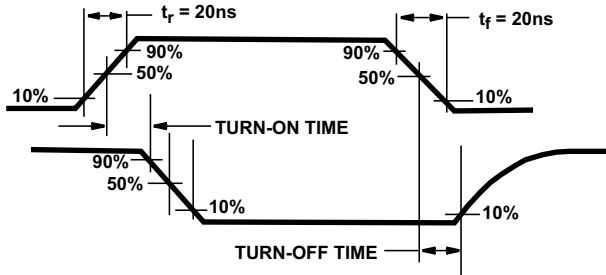 tr = 20ns
tf = 20ns
90%
90%
50%
50%
10%
10%
TURN-ON TIME
90%
50%
10%
10%
TURN-OFF TIME